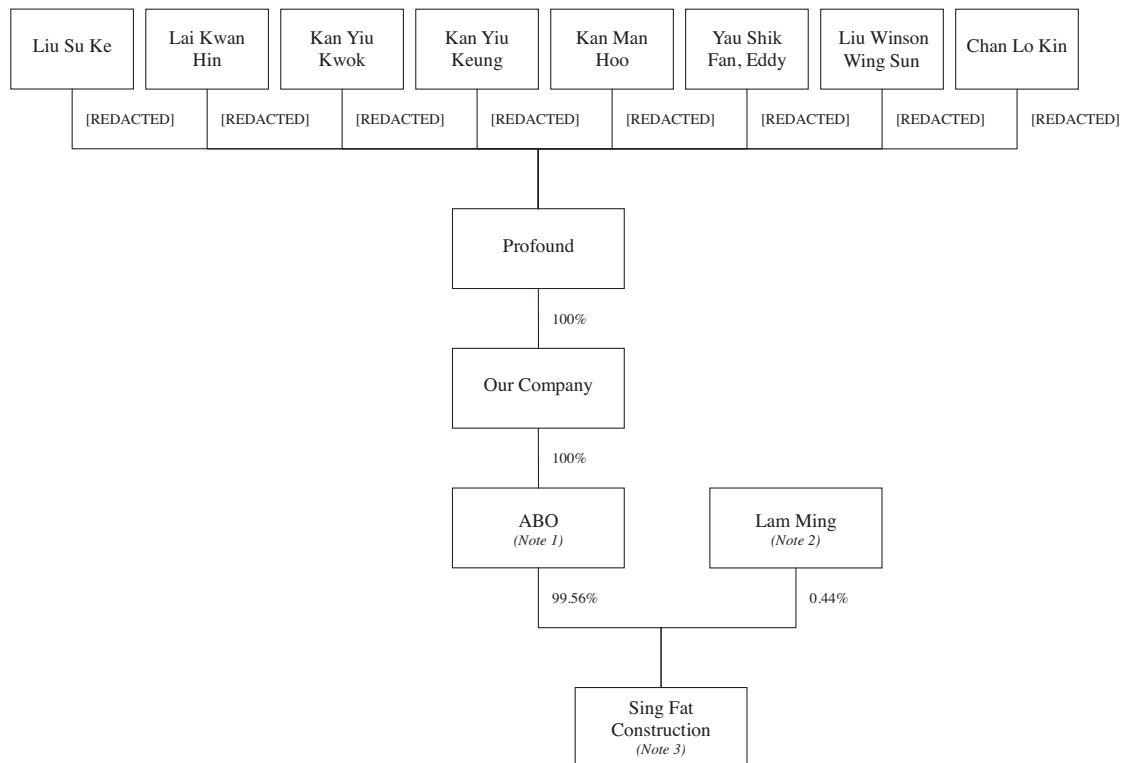 Liu Su Ke
Lai Kwan
Hin
Kan Yiu
Kwok
Kan Yiu
Keung
Kan Man
Hoo
Yau Shik
Fan, Eddy
Liu Winson
Wing Sun
Chan Lo Kin
[REDACTED]
[REDACTED]
[REDACTED]
[REDACTED]
[REDACTED]
[REDACTED]
[REDACTED]
[REDACTED]
Profound
100%
Our Company
100%
ABO
(Note 1)
Lam Ming
(Note 2)
99.56%
0.44%
Sing Fat
Construction
(Note 3)